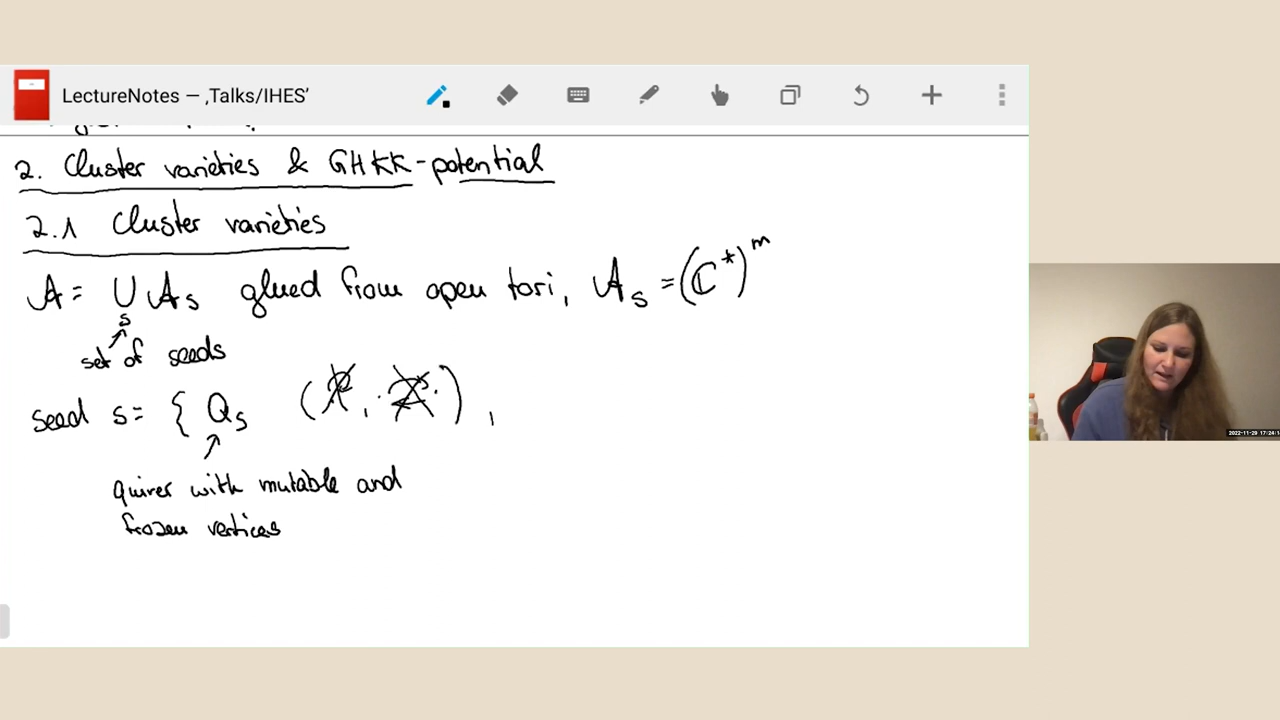 LectureNotes — ‚Talks/IHES‘
2. Cluster varieties & GHKK-potential
2.1 Cluster varieties
A = ∪ A_s glued from open tori, A_s = (ℂ*)^m
s
set of seeds
seed s = { Q_s ( , ) ,
quiver with mutable and
frozen vertices